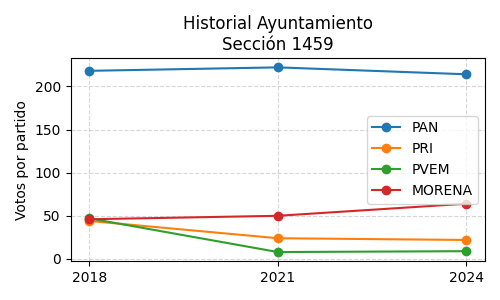 Historial Ayuntamiento
Sección 1459
Votos por partido
200
150
100
50
0
2018
2021
2024
PAN
PRI
PVEM
MORENA